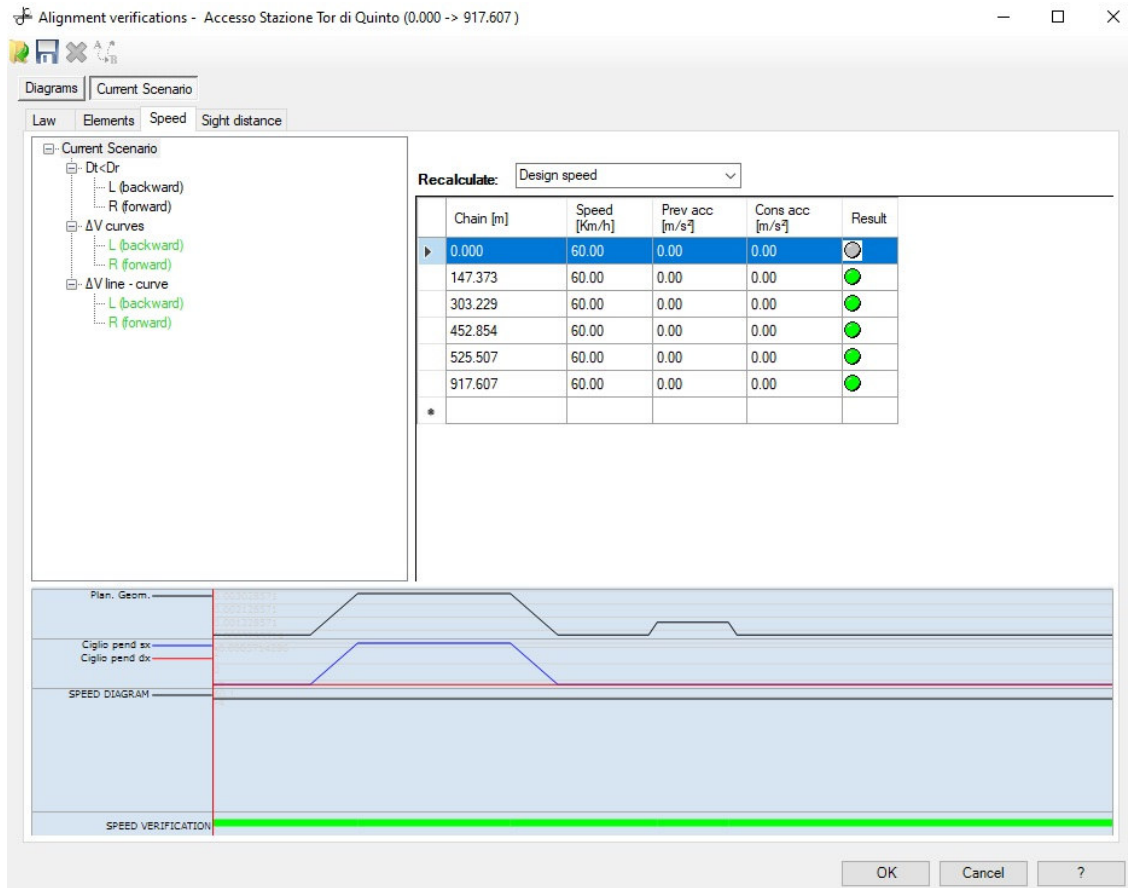 Alignment verifications - Accesso Stazione Tor di Quinto (0.000 -> 917.607 )
Diagrams Current Scenario
Law Elements Speed Sight distance
Current Scenario
Dt<Dr
L (backward)
R (forward)
ΔV curves
L (backward)
R (forward)
ΔV line - curve
L (backward)
R (forward)
Recalculate: Design speed
Chain [m] Speed [Km/h] Prev acc [m/s²] Cons acc [m/s²] Result
0.000 60.00 0.00 0.00
147.373 60.00 0.00 0.00
303.229 60.00 0.00 0.00
452.854 60.00 0.00 0.00
525.507 60.00 0.00 0.00
917.607 60.00 0.00 0.00
Plan. Geom.
Ciglio pend sx
Ciglio pend dx
SPEED DIAGRAM
SPEED VERIFICATION
OK Cancel ?